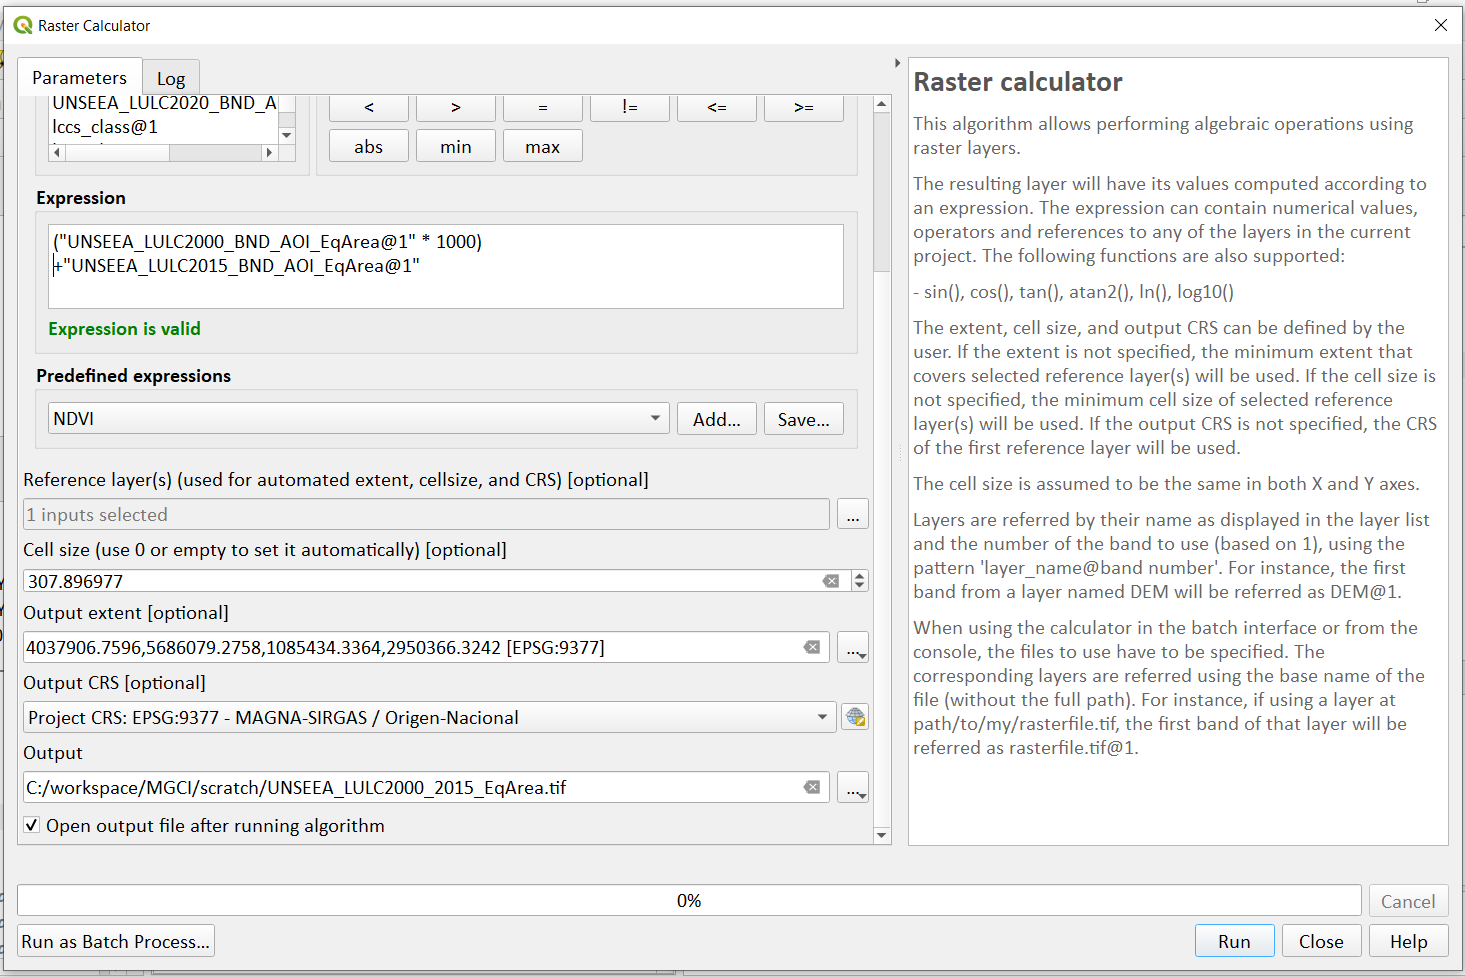 Raster Calculator
Parameters
Log
UNSEEA_LULC2020_BND_A
lccs_class@1
<
>
=
!=
<=
>=
abs
min
max
Expression
("UNSEEA_LULC2000_BND_AOI_EqArea@1" * 1000)
+"UNSEEA_LULC2015_BND_AOI_EqArea@1"
Expression is valid
Predefined expressions
NDVI
Add...
Save...
Reference layer(s) (used for automated extent, cellsize, and CRS) [optional]
1 inputs selected
...
Cell size (use 0 or empty to set it automatically) [optional]
307.896977
Output extent [optional]
4037906.7596,5686079.2758,1085434.3364,2950366.3242 [EPSG:9377]
...
Output CRS [optional]
Project CRS: EPSG:9377 - MAGNA-SIRGAS / Origen-Nacional
Output
C:/workspace/MGCI/scratch/UNSEEA_LULC2000_2015_EqArea.tif
...
Open output file after running algorithm
Raster calculator
This algorithm allows performing algebraic operations using
raster layers.
The resulting layer will have its values computed according to
an expression. The expression can contain numerical values,
operators and references to any of the layers in the current
project. The following functions are also supported:
- sin(), cos(), tan(), atan2(), ln(), log10()
The extent, cell size, and output CRS can be defined by the
user. If the extent is not specified, the minimum extent that
covers selected reference layer(s) will be used. If the cell size is
not specified, the minimum cell size of selected reference
layer(s) will be used. If the output CRS is not specified, the CRS
of the first reference layer will be used.
The cell size is assumed to be the same in both X and Y axes.
Layers are referred by their name as displayed in the layer list
and the number of the band to use (based on 1), using the
pattern 'layer_name@band number'. For instance, the first
band from a layer named DEM will be referred as DEM@1.
When using the calculator in the batch interface or from the
console, the files to use have to be specified. The
corresponding layers are referred using the base name of the
file (without the full path). For instance, if using a layer at
path/to/my/rasterfile.tif, the first band of that layer will be
referred as rasterfile.tif@1.
0%
Cancel
Run as Batch Process...
Run
Close
Help